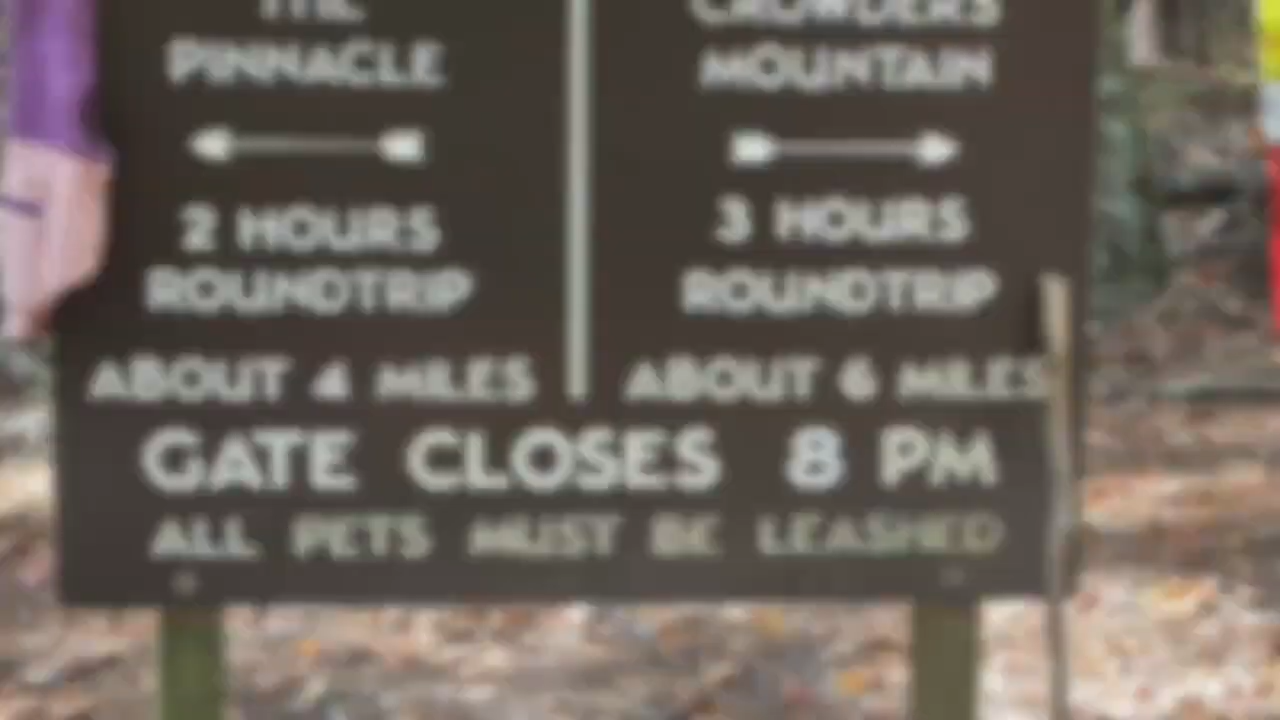 THE
PINNACLE
2 HOURS
ROUNDTRIP
ABOUT 4 MILES
CROWDERS
MOUNTAIN
3 HOURS
ROUNDTRIP
ABOUT 6 MILES
GATE CLOSES 8 PM
ALL PETS MUST BE LEASHED